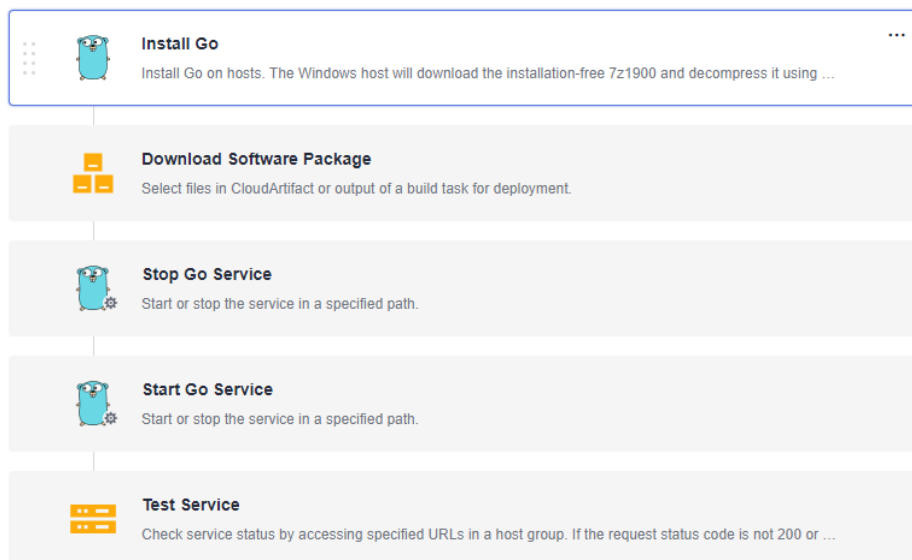 Install Go
...
Install Go on hosts. The Windows host will download the installation-free 7z1900 and decompress it using ...
Download Software Package
Select files in CloudArtifact or output of a build task for deployment.
Stop Go Service
Start or stop the service in a specified path.
Start Go Service
Start or stop the service in a specified path.
Test Service
Check service status by accessing specified URLs in a host group. If the request status code is not 200 or ...